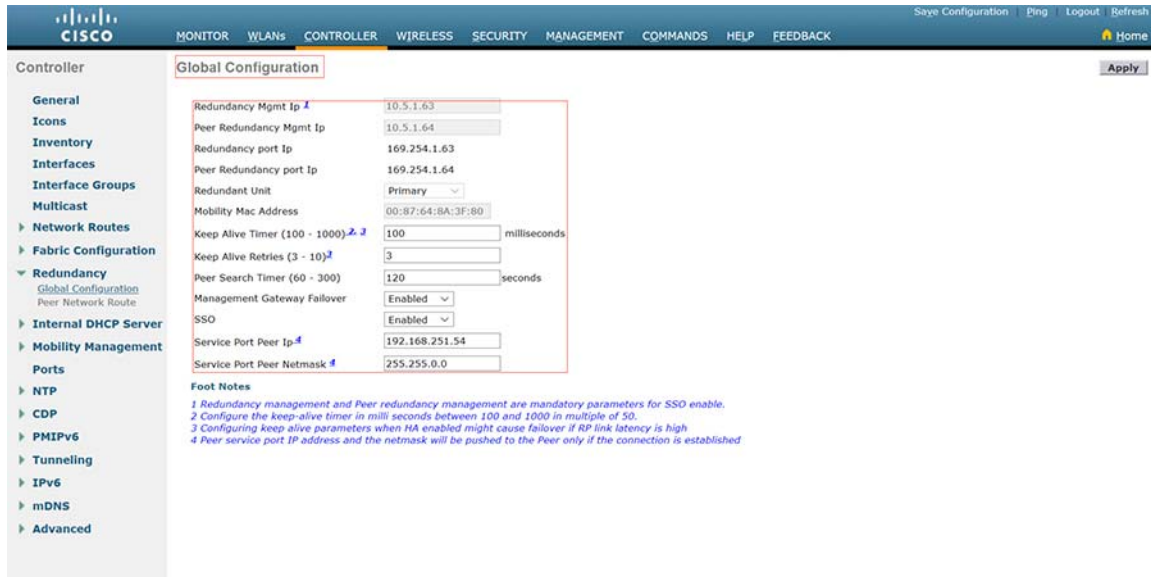 Save Configuration Ping Logout Refresh
CISCO MONITOR WLANs CONTROLLER WIRELESS SECURITY MANAGEMENT COMMANDS HELP FEEDBACK Home
Controller
General
Icons
Inventory
Interfaces
Interface Groups
Multicast
Network Routes
Fabric Configuration
Redundancy
Global Configuration
Peer Network Route
Internal DHCP Server
Mobility Management
Ports
NTP
CDP
PMIPv6
Tunneling
IPv6
mDNS
Advanced
Global Configuration Apply
Redundancy Mgmt Ip 1 10.5.1.63
Peer Redundancy Mgmt Ip 10.5.1.64
Redundancy port Ip 169.254.1.63
Peer Redundancy port Ip 169.254.1.64
Redundant Unit Primary
Mobility Mac Address 00:87:64:8A:3F:80
Keep Alive Timer (100 - 1000) 2, 3 100 milliseconds
Keep Alive Retries (3 - 10) 3 3
Peer Search Timer (60 - 300) 120 seconds
Management Gateway Failover Enabled
SSO Enabled
Service Port Peer Ip 4 192.168.251.54
Service Port Peer Netmask 4 255.255.0.0
Foot Notes
1 Redundancy management and Peer redundancy management are mandatory parameters for SSO enable.
2 Configure the keep-alive timer in milli seconds between 100 and 1000 in multiple of 50.
3 Configuring keep alive parameters when HA enabled might cause failover if RP link latency is high
4 Peer service port IP address and the netmask will be pushed to the Peer only if the connection is established